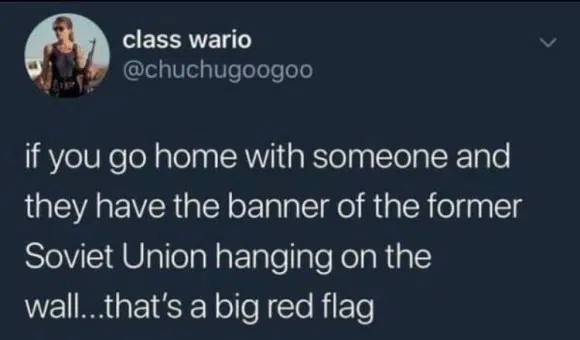 class wario
@chuchugoogoo
if you go home with someone and
they have the banner of the former
Soviet Union hanging on the
wall...that's a big red flag